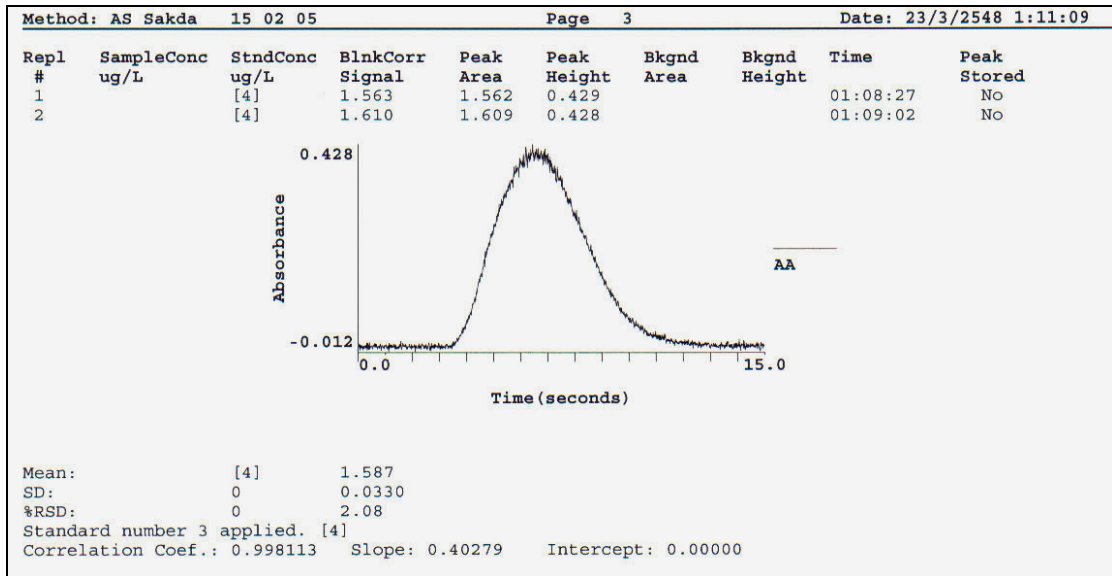 Method: AS Sakda 15 02 05 Page 3 Date: 23/3/2548 1:11:09
Repl SampleConc StndConc BlnkCorr Peak Peak Bkgnd Bkgnd Time Peak
# ug/L ug/L Signal Area Height Area Height Stored
1 [4] 1.563 1.562 0.429 01:08:27 No
2 [4] 1.610 1.609 0.428 01:09:02 No
0.428
Absorbance
AA
-0.012
0.0 15.0
Time(seconds)
Mean: [4] 1.587
SD: 0 0.0330
%RSD: 0 2.08
Standard number 3 applied. [4]
Correlation Coef.: 0.998113 Slope: 0.40279 Intercept: 0.00000